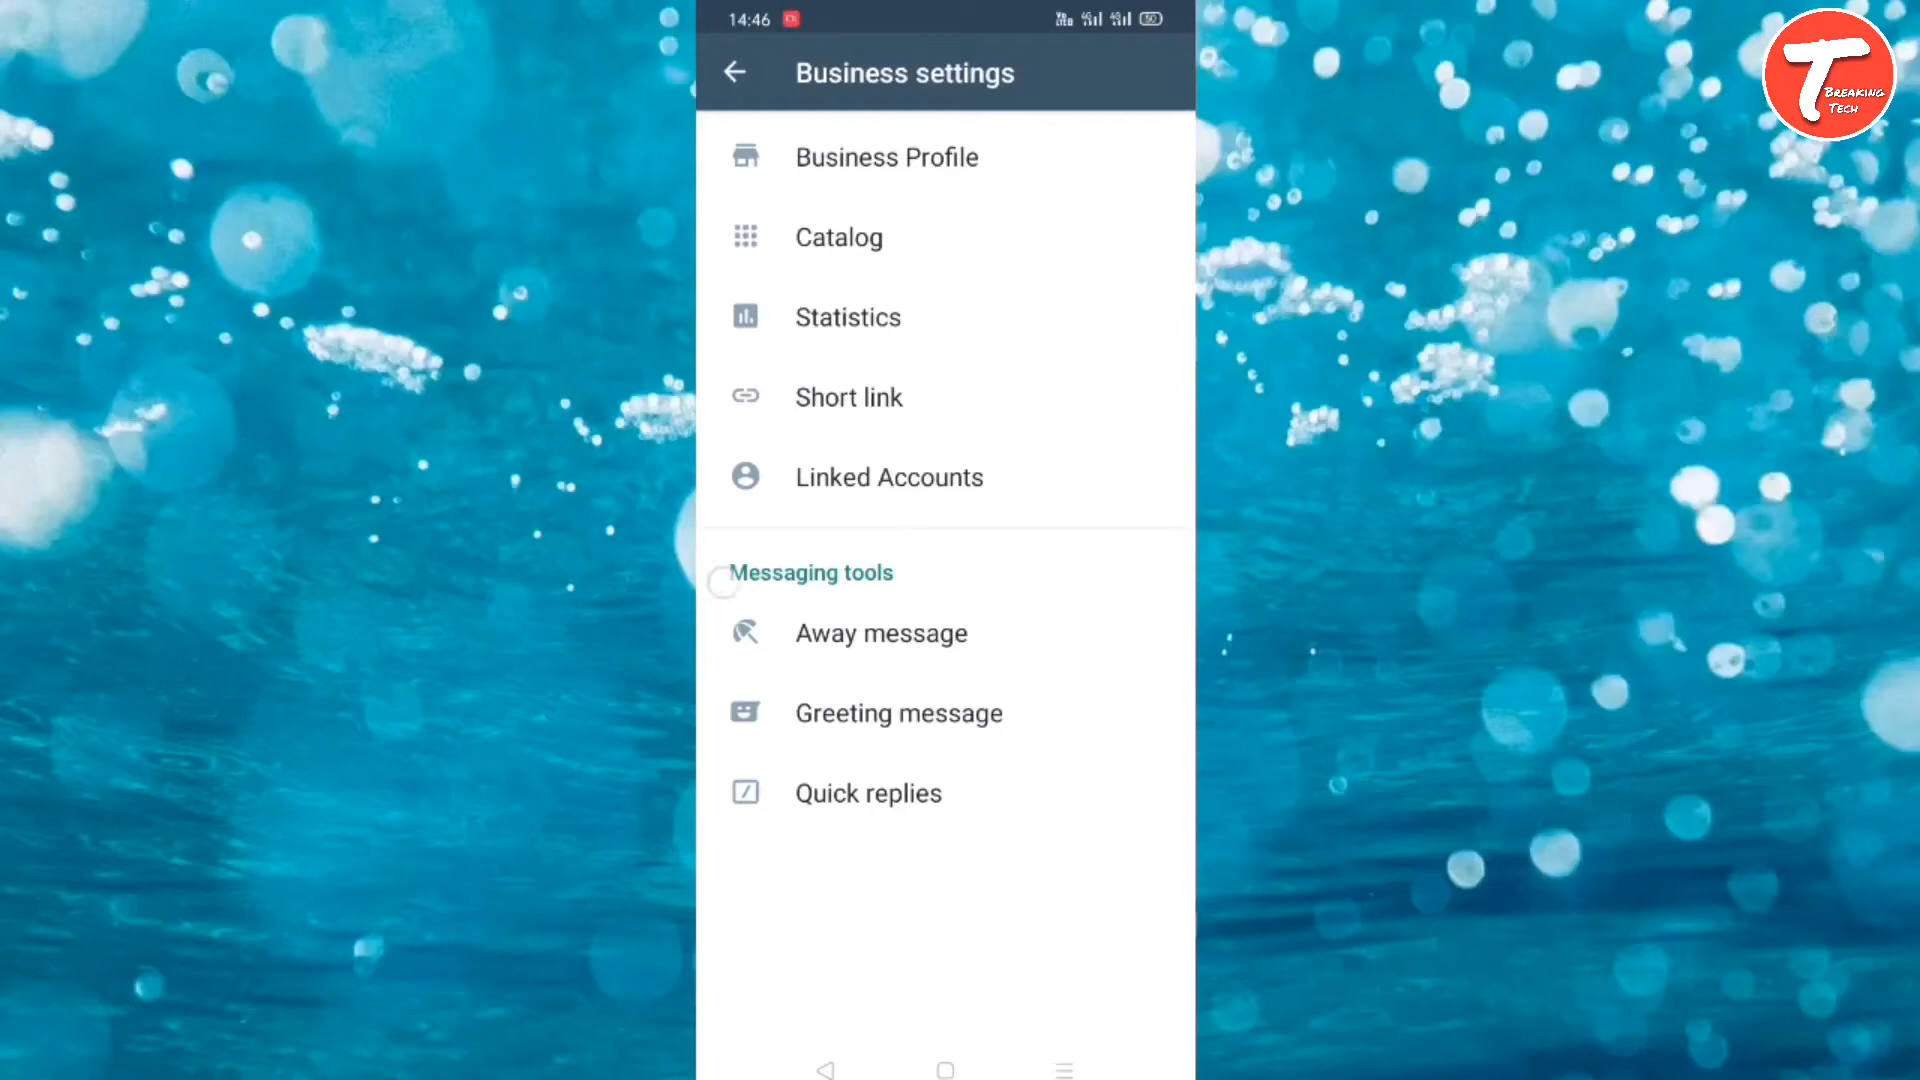 14:46
50
Business settings
Business Profile
Catalog
Statistics
Short link
Linked Accounts
Messaging tools
Away message
Greeting message
Quick replies
T
BREAKING
TECH